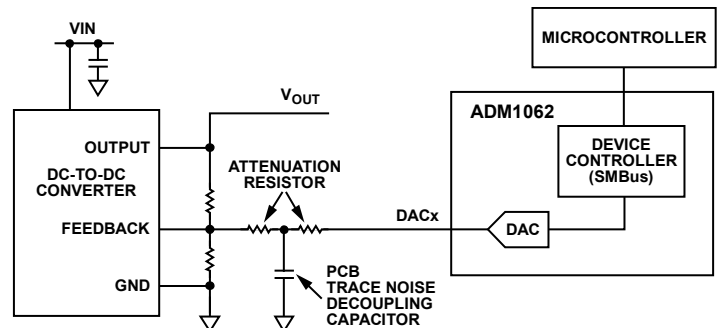 VIN
MICROCONTROLLER
VOUT
ADM1062
OUTPUT
DC-TO-DC
CONVERTER
ATTENUATION
RESISTOR
DEVICE
CONTROLLER
(SMBus)
FEEDBACK
DACx
DAC
GND
PCB
TRACE NOISE
DECOUPLING
CAPACITOR